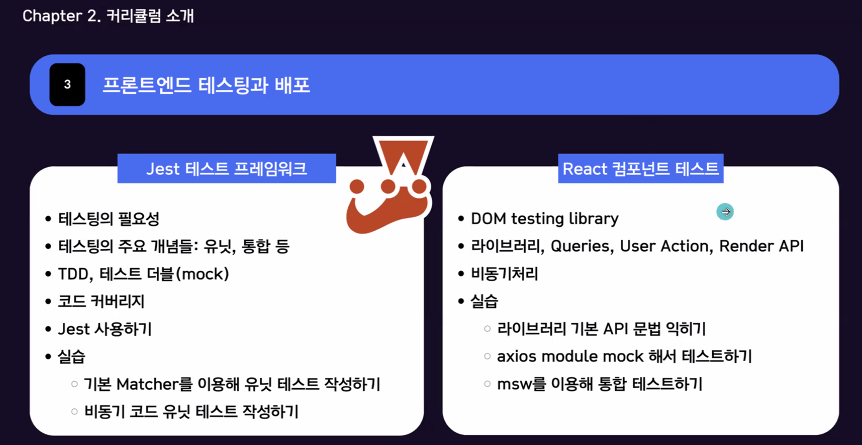 Chapter 2. 커리큘럼 소개
3
프론트엔드 테스팅과 배포
Jest 테스트 프레임워크
• 테스팅의 필요성
• 테스팅의 주요 개념들: 유닛, 통합 등
• TDD, 테스트 더블(mock)
• 코드 커버리지
• Jest 사용하기
• 실습
○ 기본 Matcher를 이용해 유닛 테스트 작성하기
○ 비동기 코드 유닛 테스트 작성하기
React 컴포넌트 테스트
• DOM testing library
• 라이브러리, Queries, User Action, Render API
• 비동기처리
• 실습
○ 라이브러리 기본 API 문법 익히기
○ axios module mock 해서 테스트하기
○ msw를 이용해 통합 테스트하기